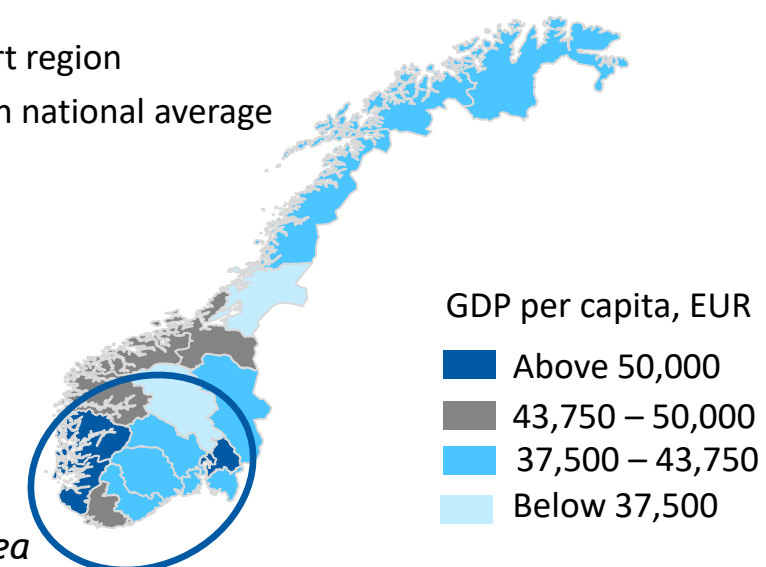 rt region
n national average
GDP per capita, EUR
Above 50,000
43,750 – 50,000
37,500 – 43,750
Below 37,500
ea